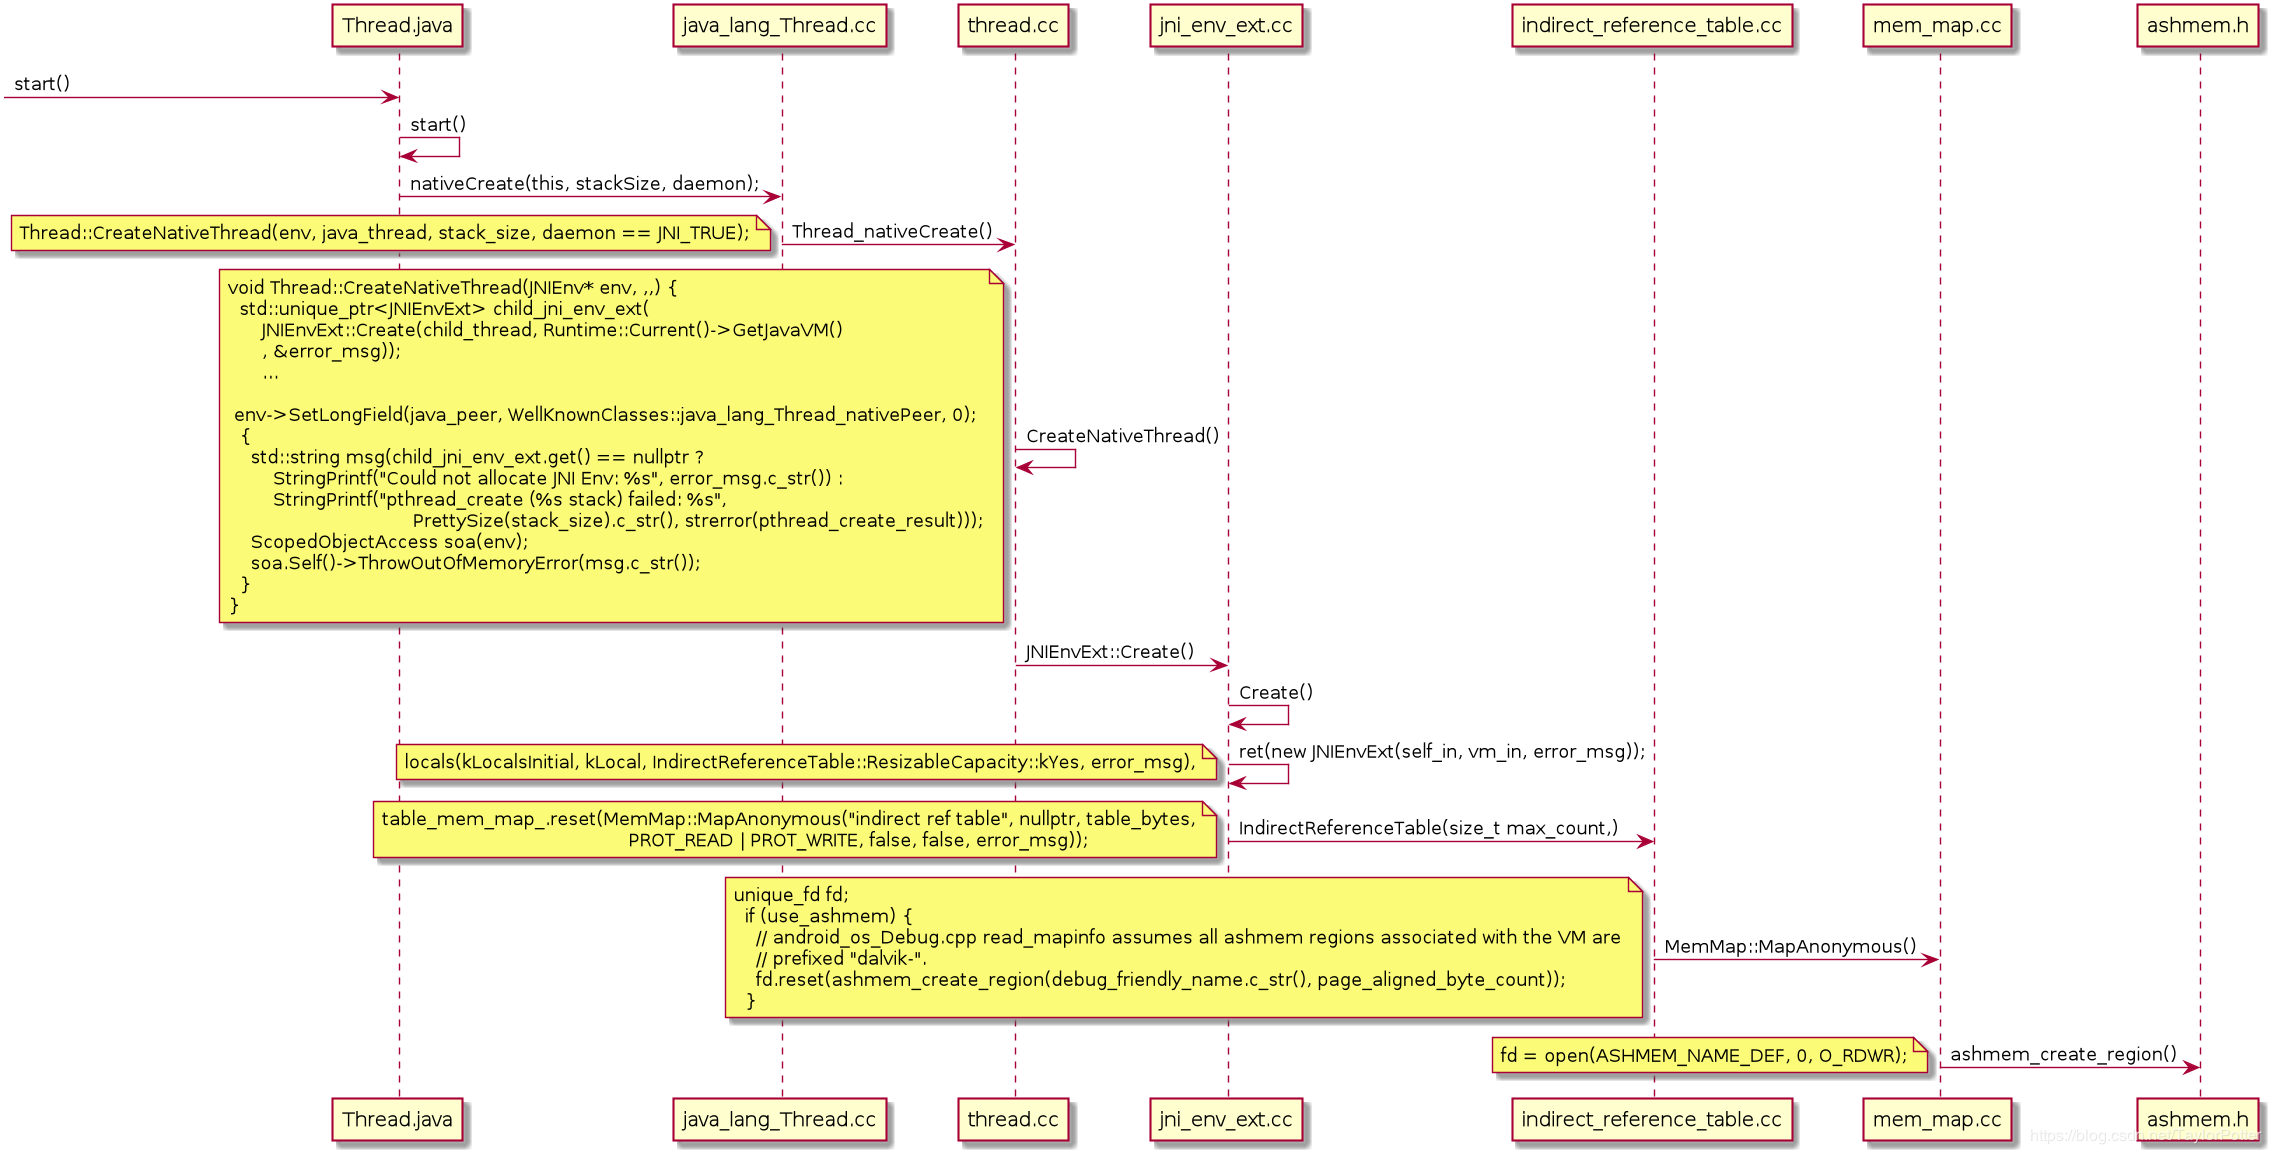 Thread.java java_lang_Thread.cc thread.cc jni_env_ext.cc indirect_reference_table.cc mem_map.cc ashmem.h
start()
start()
nativeCreate(this, stackSize, daemon);
Thread::CreateNativeThread(env, java_thread, stack_size, daemon == JNI_TRUE);
Thread_nativeCreate()
void Thread::CreateNativeThread(JNIEnv* env, ,,) {
std::unique_ptr<JNIEnvExt> child_jni_env_ext(
JNIEnvExt::Create(child_thread, Runtime::Current()->GetJavaVM()
, &error_msg));
...
env->SetLongField(java_peer, WellKnownClasses::java_lang_Thread_nativePeer, 0);
{
std::string msg(child_jni_env_ext.get() == nullptr ?
StringPrintf("Could not allocate JNI Env: %s", error_msg.c_str()) :
StringPrintf("pthread_create (%s stack) failed: %s",
PrettySize(stack_size).c_str(), strerror(pthread_create_result)));
ScopedObjectAccess soa(env);
soa.Self()->ThrowOutOfMemoryError(msg.c_str());
}
}
CreateNativeThread()
JNIEnvExt::Create()
Create()
locals(kLocalsInitial, kLocal, IndirectReferenceTable::ResizableCapacity::kYes, error_msg),
ret(new JNIEnvExt(self_in, vm_in, error_msg));
table_mem_map_.reset(MemMap::MapAnonymous("indirect ref table", nullptr, table_bytes,
PROT_READ | PROT_WRITE, false, false, error_msg));
IndirectReferenceTable(size_t max_count,)
unique_fd fd;
if (use_ashmem) {
// android_os_Debug.cpp read_mapinfo assumes all ashmem regions associated with the VM are
// prefixed "dalvik-".
fd.reset(ashmem_create_region(debug_friendly_name.c_str(), page_aligned_byte_count));
}
MemMap::MapAnonymous()
fd = open(ASHMEM_NAME_DEF, 0, O_RDWR);
ashmem_create_region()
Thread.java java_lang_Thread.cc thread.cc jni_env_ext.cc indirect_reference_table.cc mem_map.cc ashmem.h
https://blog.csdn.net/TaylorPotter